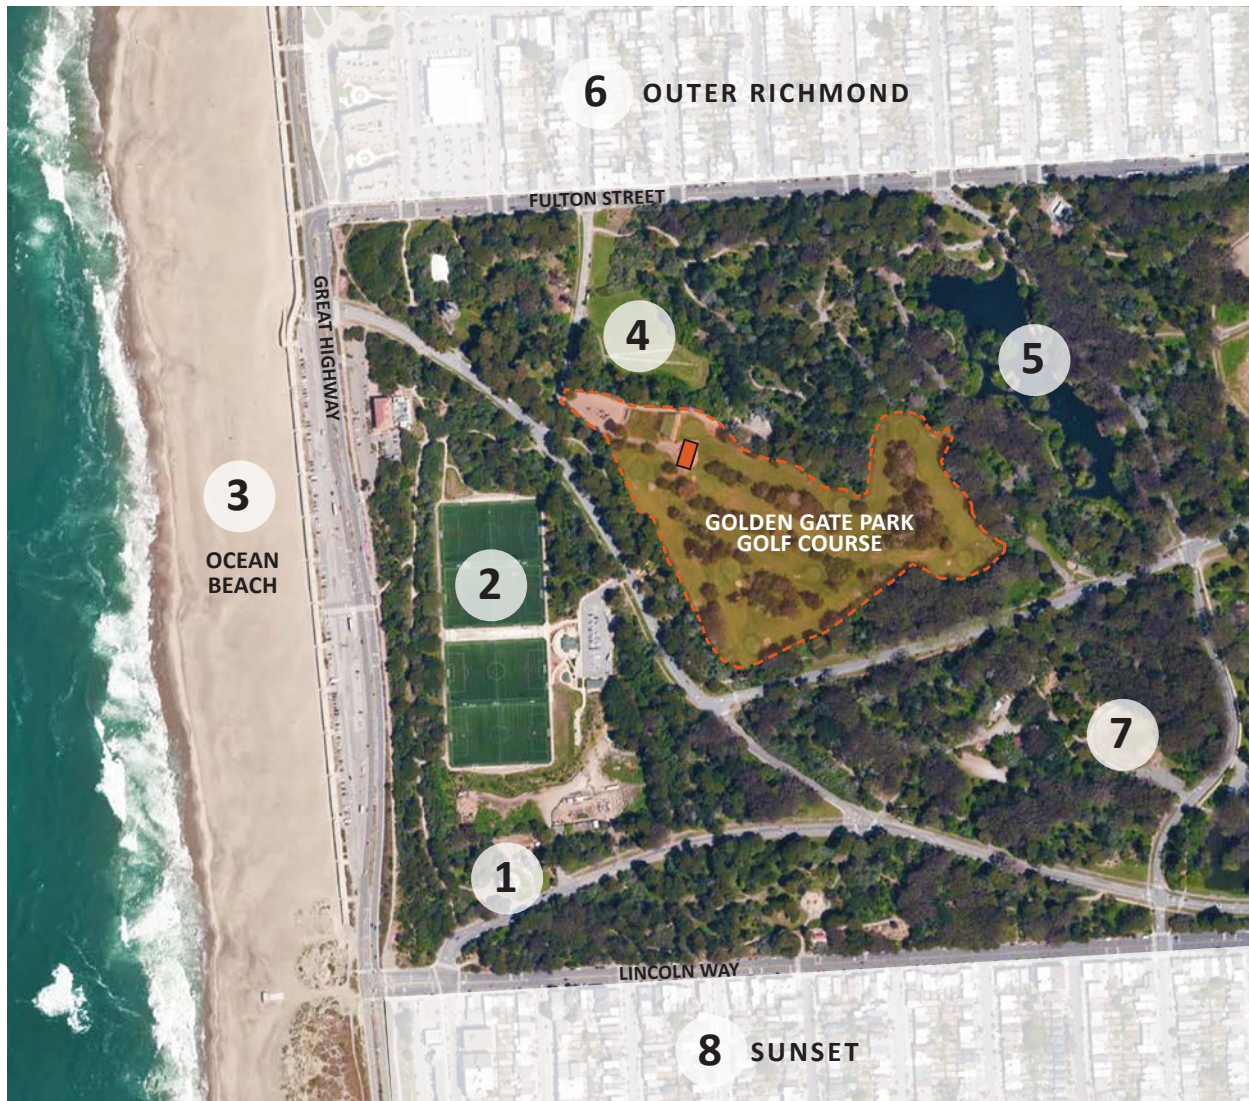 6 OUTER RICHMOND
FULTON STREET
GREAT HIGHWAY
4
5
3
OCEAN
BEACH
GOLDEN GATE PARK
GOLF COURSE
2
7
1
LINCOLN WAY
8 SUNSET